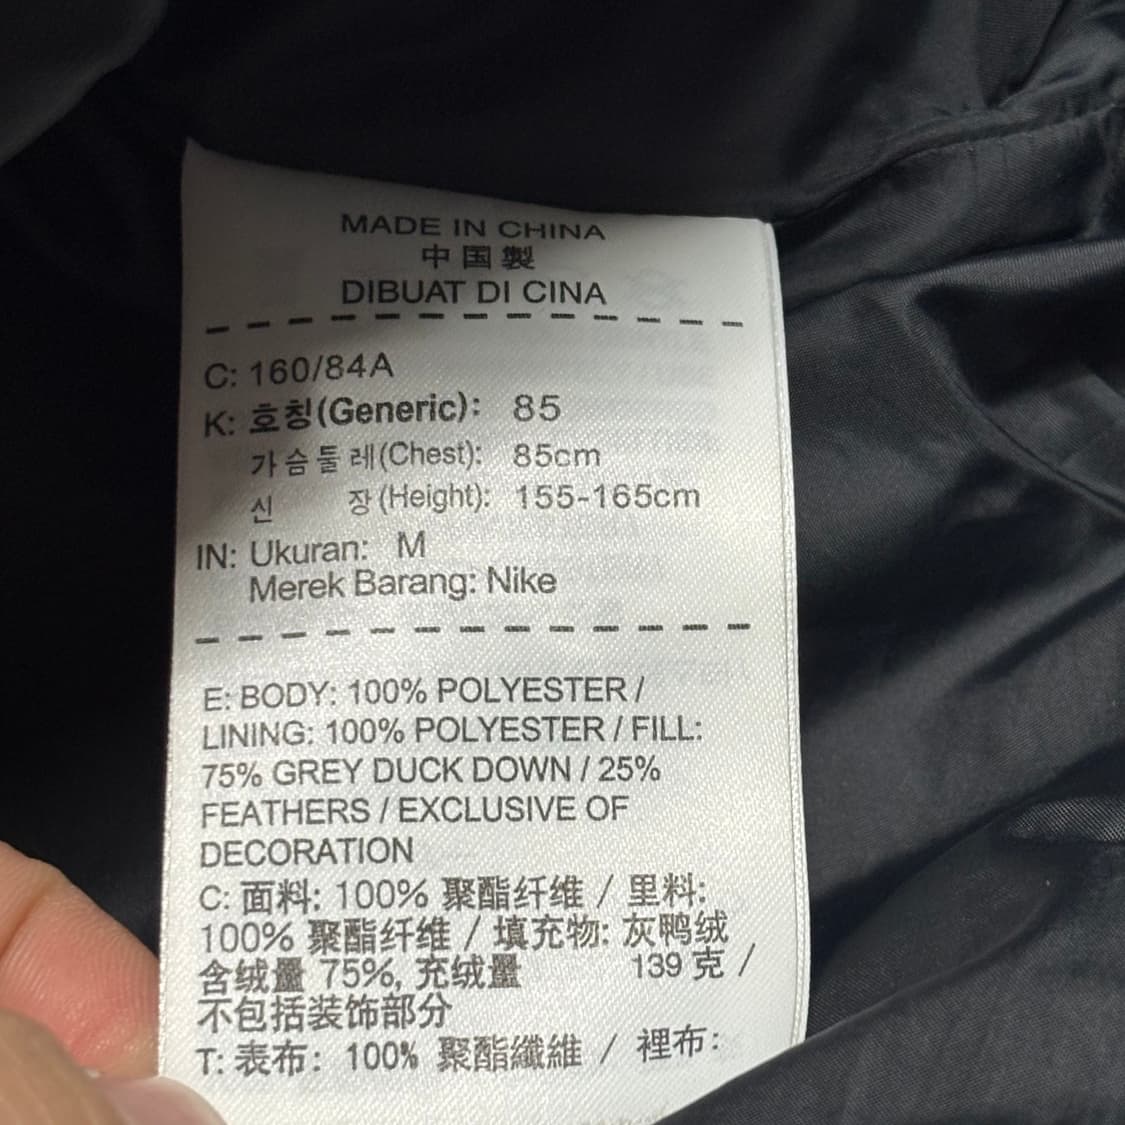 MADE IN CHINA
中国製
DIBUAT DI CINA
C: 160/84A
K: 호칭(Generic): 85
가슴둘레(Chest): 85cm
신 장(Height): 155-165cm
IN: Ukuran: M
Merek Barang: Nike
E: BODY: 100% POLYESTER /
LINING: 100% POLYESTER / FILL:
75% GREY DUCK DOWN / 25%
FEATHERS / EXCLUSIVE OF
DECORATION
C: 面料: 100% 聚酯纤维 / 里料:
100% 聚酯纤维 / 填充物: 灰鸭绒
含绒量 75%, 充绒量 139 克 /
不包括装饰部分
T: 表布: 100% 聚酯纖維 / 裡布: